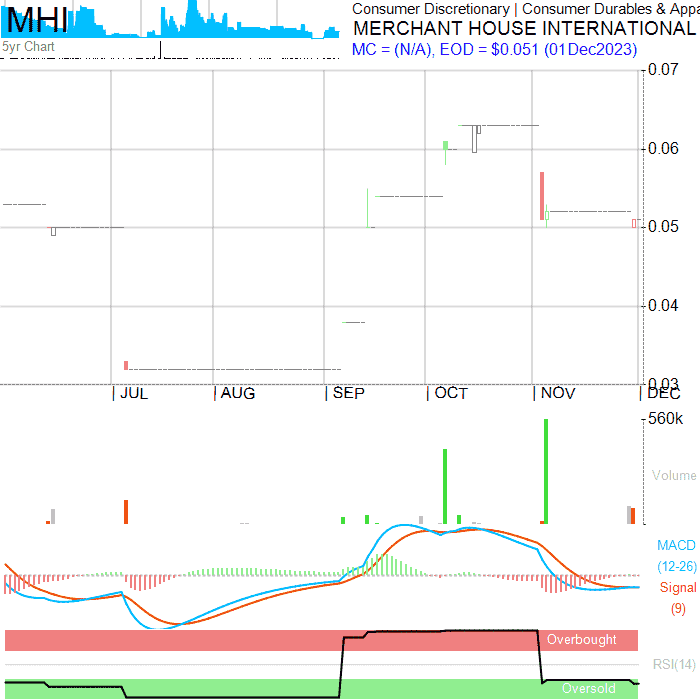 MHI
5yr Chart
Consumer Discretionary | Consumer Durables & Appa
MERCHANT HOUSE INTERNATIONAL
MC = (N/A), EOD = $0.051 (01Dec2023)
0.07
0.06
0.05
0.04
0.03
JUL AUG SEP OCT NOV DEC
560k
Volume
MACD
(12-26)
Signal
(9)
Overbought
RSI(14)
Oversold